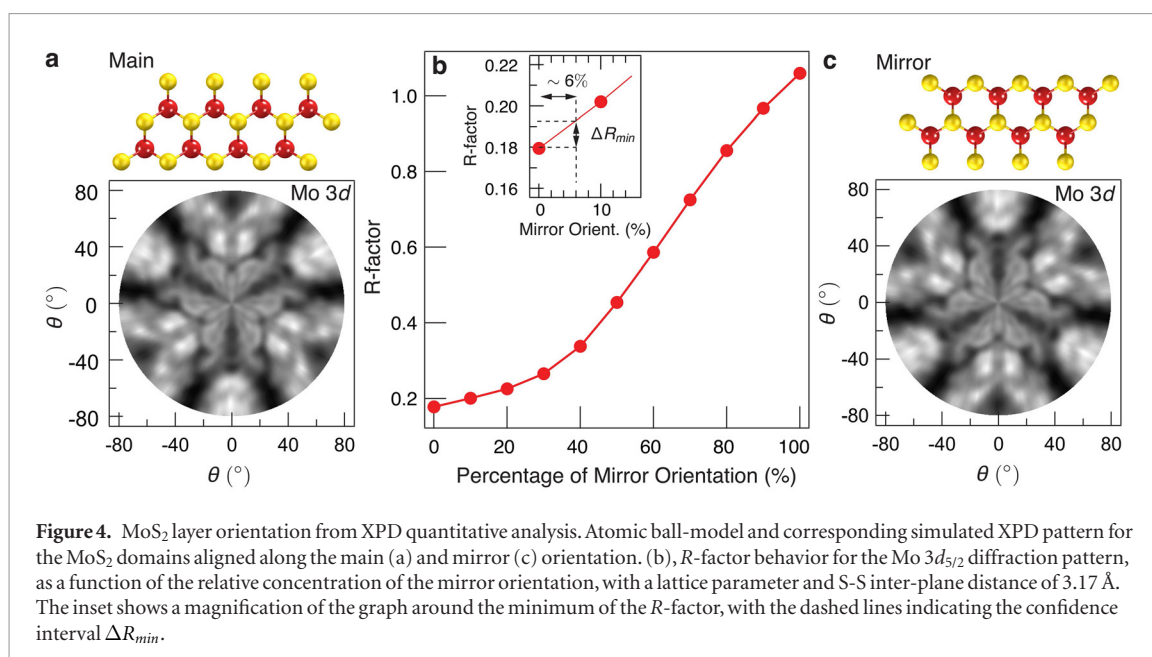 a Main
Mo 3d
80
40
0
-40
-80
θ (°)
-80 -40 0 40 80
θ (°)
b
1.0
0.8
0.6
0.4
0.2
R-factor
0 20 40 60 80 100
Percentage of Mirror Orientation (%)
0.22
0.20
0.18
0.16
R-factor
~ 6%
ΔRmin
0 10
Mirror Orient. (%)
c Mirror
Mo 3d
80
40
0
-40
-80
θ (°)
-80 -40 0 40 80
θ (°)
Figure 4. MoS₂ layer orientation from XPD quantitative analysis. Atomic ball-model and corresponding simulated XPD pattern for
the MoS₂ domains aligned along the main (a) and mirror (c) orientation. (b), R-factor behavior for the Mo 3d₅/₂ diffraction pattern,
as a function of the relative concentration of the mirror orientation, with a lattice parameter and S-S inter-plane distance of 3.17 Å.
The inset shows a magnification of the graph around the minimum of the R-factor, with the dashed lines indicating the confidence
interval ΔRmin.